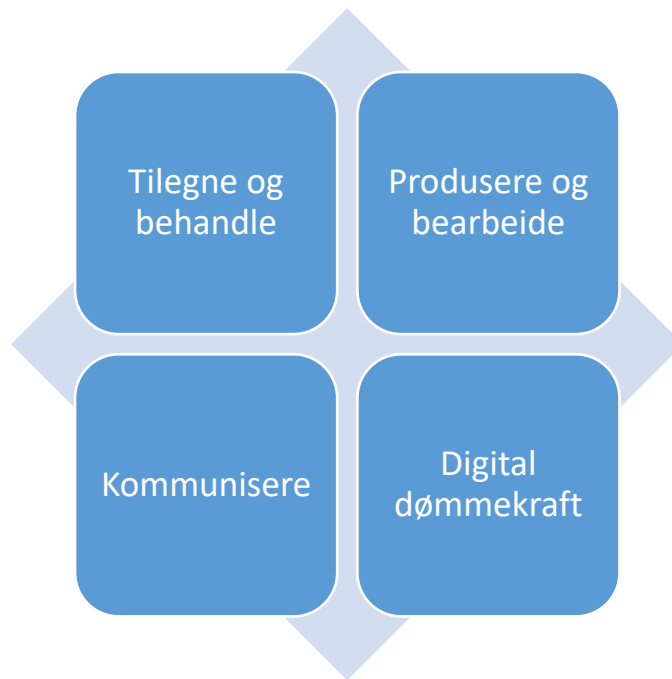 Tilegne og
behandle
Produsere og
bearbeide
Kommunisere
Digital
dømmekraft